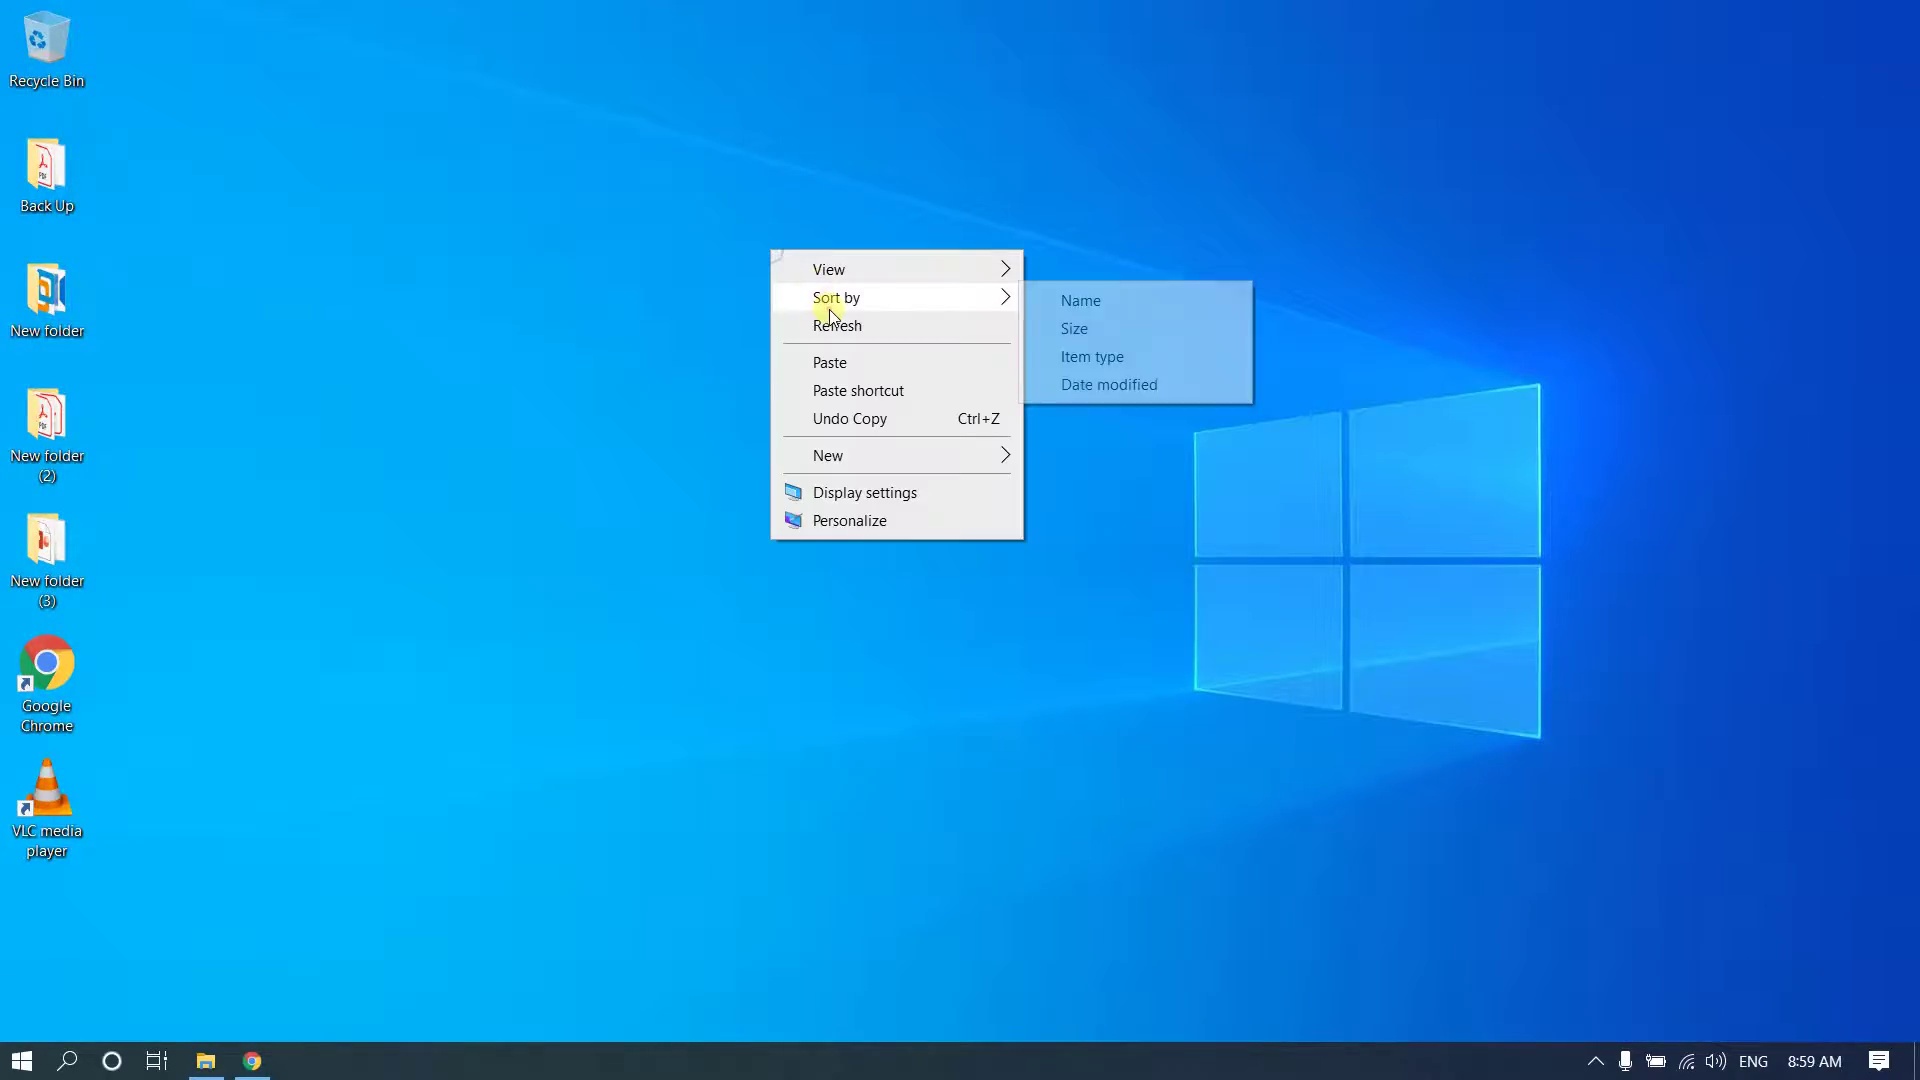 Recycle Bin
Back Up
New folder
New folder
(2)
New folder
(3)
Google
Chrome
VLC media
player
View
Sort by
Refresh
Paste
Paste shortcut
Undo Copy Ctrl+Z
New
Display settings
Personalize
Name
Size
Item type
Date modified
ENG 8:59 AM